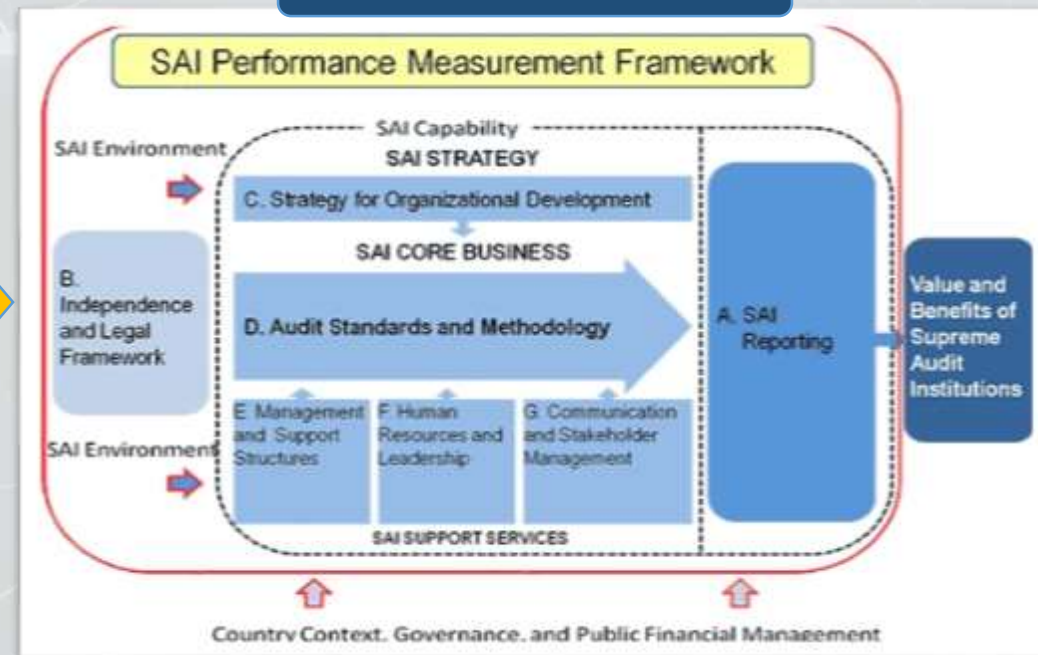 SAI Performance Measurement Framework
SAI Capability
SAI Environment
SAI STRATEGY
C. Strategy for Organizational Development
SAI CORE BUSINESS
B.
Independence
and Legal
Framework
D. Audit Standards and Methodology
A. SAI
Reporting
Value and
Benefits of
Supreme
Audit
Institutions
SAI Environment
E Management
and Support
Structures
F Human
Resources and
Leadership
G. Communication
and Stakeholder
Management
SAI SUPPORT SERVICES
Country Context, Governance, and Public Financial Management